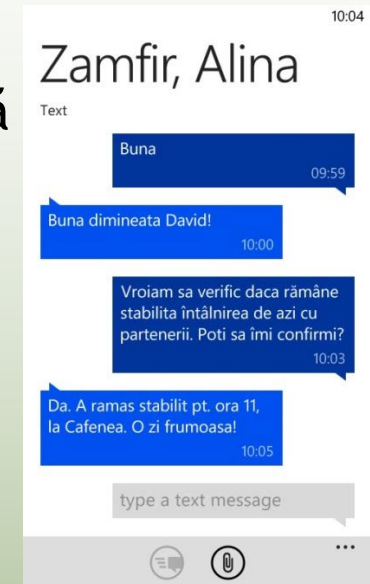 10:04
Zamfir, Alina
ă
Text
Buna
09:59
Buna dimineata David!
10:00
Vroiam sa verific daca rămâne
stabilita întâlnirea de azi cu
partenerii. Poti sa îmi confirmi?
10:03
Da. A ramas stabilit pt. ora 11,
la Cafenea. O zi frumoasa!
10:05
type a text message